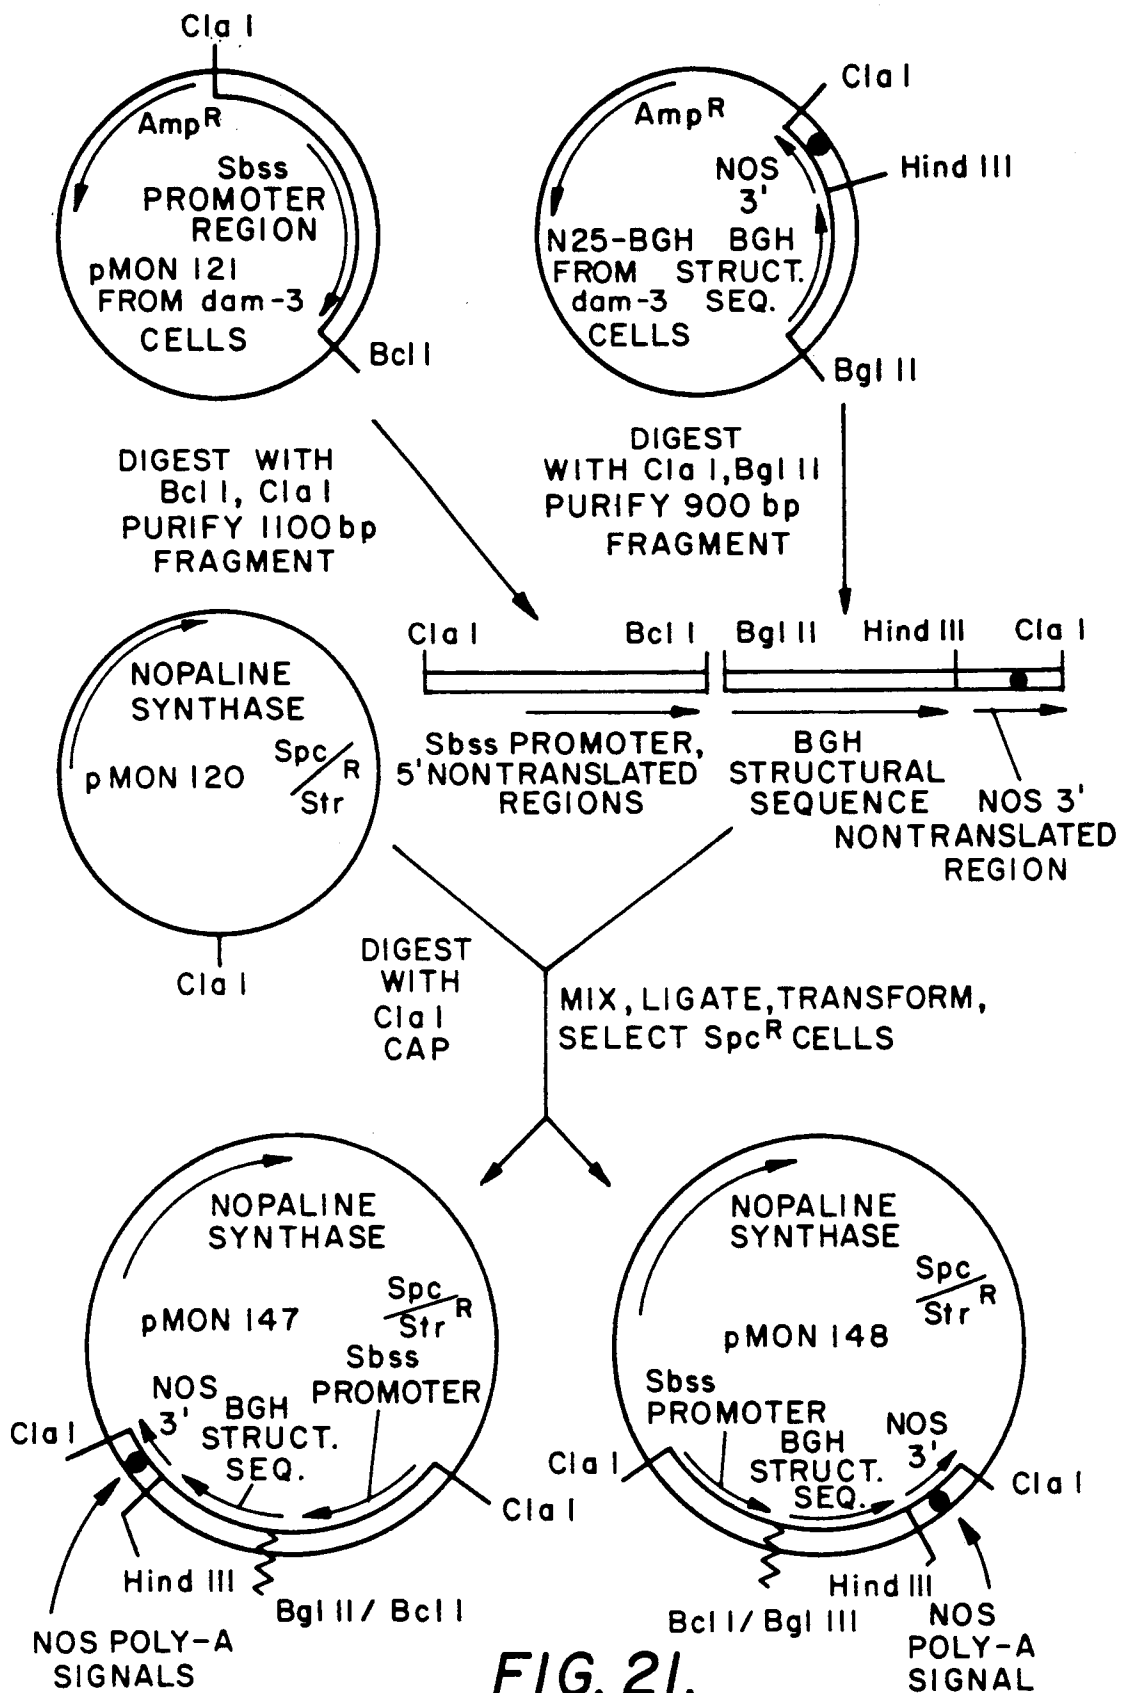 Cla I
Amp R
Sbss
PROMOTER
REGION
pMON 121
FROM dam-3
CELLS
Bcl I
Cla I
Amp R
NOS
3'
Hind III
N25-BGH
FROM
dam-3
CELLS
BGH
STRUCT.
SEQ.
Bgl II
DIGEST WITH
Bcl I, Cla I
PURIFY 1100 bp
FRAGMENT
DIGEST
WITH Cla I, Bgl II
PURIFY 900 bp
FRAGMENT
NOPALINE
SYNTHASE
pMON 120
Spc
Str
R
Cla I
Cla I
Bcl I
Bgl II
Hind III
Cla I
Sbss PROMOTER,
5' NONTRANSLATED
REGIONS
BGH
STRUCTURAL
SEQUENCE
NOS 3'
NONTRANSLATED
REGION
DIGEST
WITH
Cla I
CAP
MIX, LIGATE, TRANSFORM,
SELECT Spc R CELLS
NOPALINE
SYNTHASE
Spc
Str
R
pMON 147
Sbss
PROMOTER
NOS
3'
BGH
STRUCT.
SEQ.
Cla I
Cla I
Hind III
Bgl II / Bcl I
NOS POLY-A
SIGNALS
NOPALINE
SYNTHASE
Spc
Str
R
pMON 148
Sbss
PROMOTER
BGH
STRUCT.
SEQ.
NOS
3'
Cla I
Cla I
Hind III
Bcl I / Bgl III
NOS
POLY-A
SIGNAL
FIG. 21.